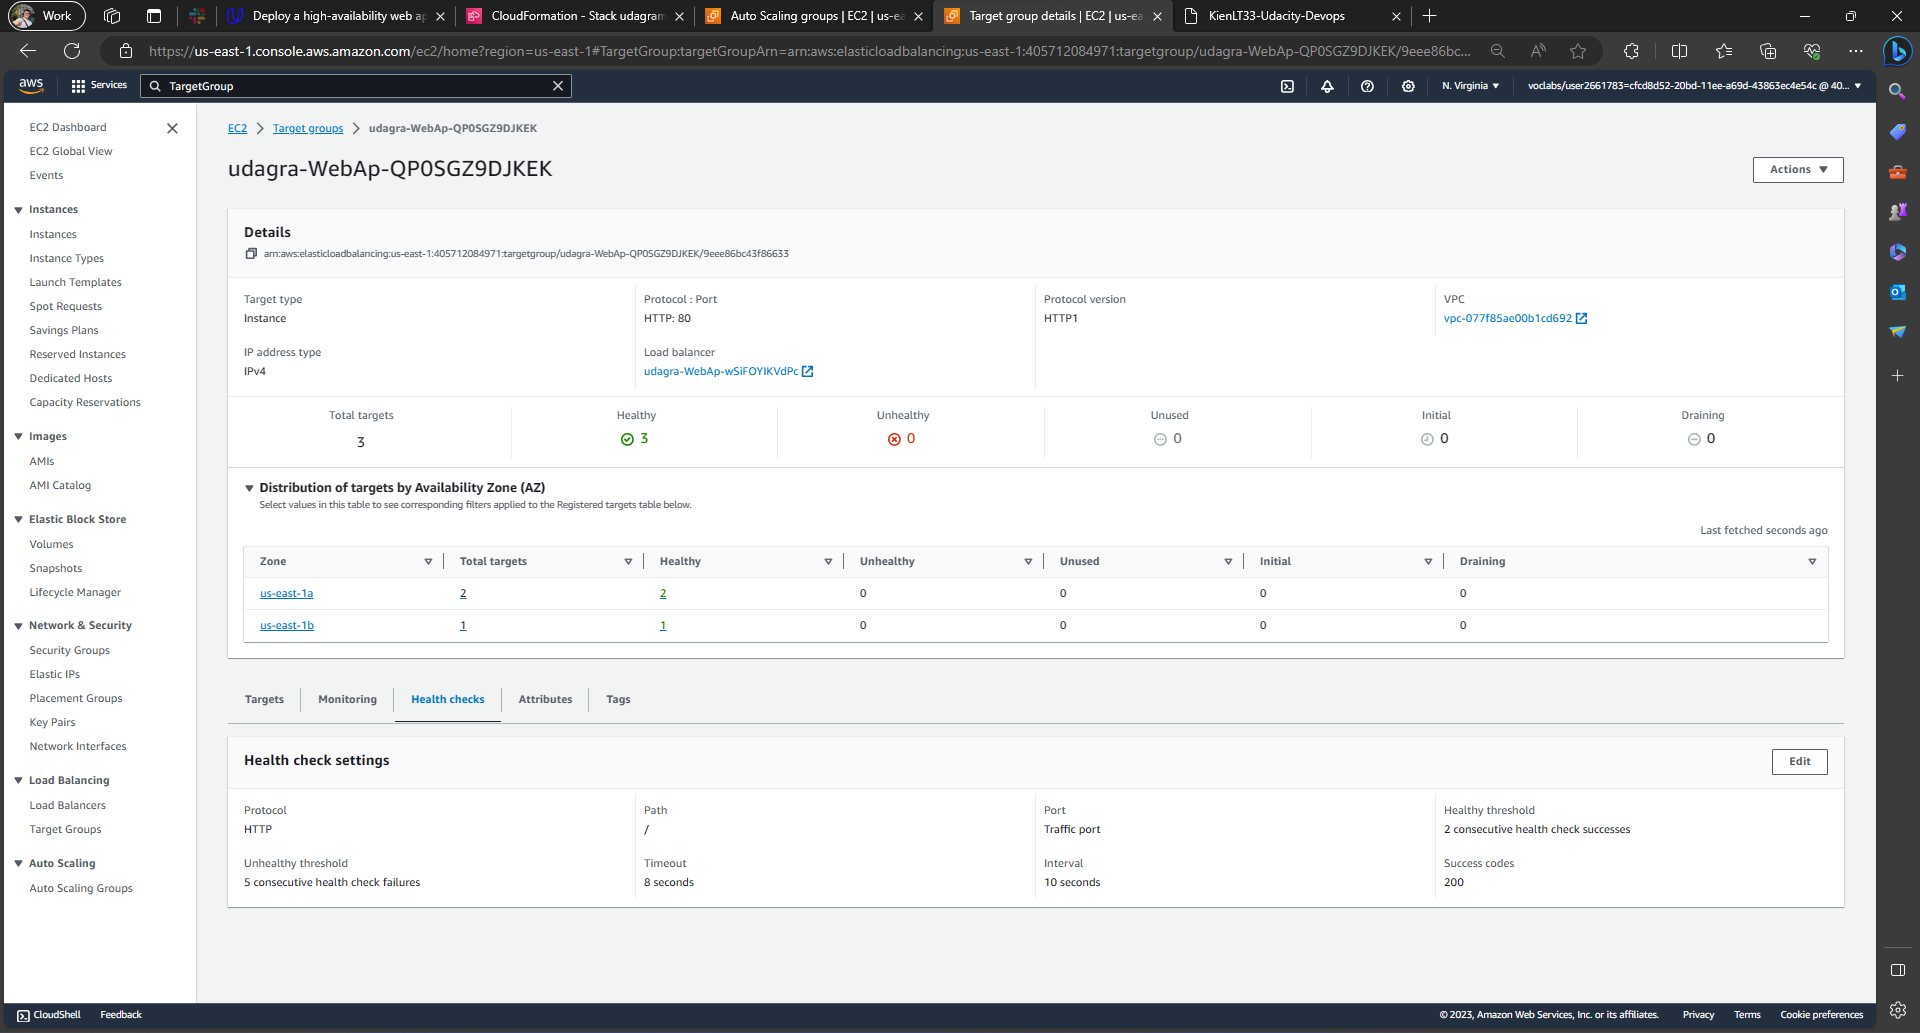 Work
Deploy a high-availability web ap
CloudFormation - Stack udagram
Auto Scaling groups | EC2 | us-ea
Target group details | EC2 | us-ea
KienLT33-Udacity-Devops
https://us-east-1.console.aws.amazon.com/ec2/home?region=us-east-1#TargetGroup:targetGroupArn=arn:aws:elasticloadbalancing:us-east-1:405712084971:targetgroup/udagra-WebAp-QP0SGZ9DJKEK/9eee86bc...
aws
Services
TargetGroup
N. Virginia
voclabs/user2661783=cfcd8d52-20bd-11ee-a69d-43863ec4e54c @ 40...
EC2 Dashboard
EC2 Global View
Events
Instances
Instances
Instance Types
Launch Templates
Spot Requests
Savings Plans
Reserved Instances
Dedicated Hosts
Capacity Reservations
Images
AMIs
AMI Catalog
Elastic Block Store
Volumes
Snapshots
Lifecycle Manager
Network & Security
Security Groups
Elastic IPs
Placement Groups
Key Pairs
Network Interfaces
Load Balancing
Load Balancers
Target Groups
Auto Scaling
Auto Scaling Groups
EC2 > Target groups > udagra-WebAp-QP0SGZ9DJKEK
udagra-WebAp-QP0SGZ9DJKEK
Actions
Details
arn:aws:elasticloadbalancing:us-east-1:405712084971:targetgroup/udagra-WebAp-QP0SGZ9DJKEK/9eee86bc43f86633
Target type
Instance
Protocol : Port
HTTP: 80
Protocol version
HTTP1
VPC
vpc-077f85ae00b1cd692
IP address type
IPv4
Load balancer
udagra-WebAp-wSiFOYIKVdPc
Total targets
3
Healthy
3
Unhealthy
0
Unused
0
Initial
0
Draining
0
Distribution of targets by Availability Zone (AZ)
Select values in this table to see corresponding filters applied to the Registered targets table below.
Last fetched seconds ago
Zone Total targets Healthy Unhealthy Unused Initial Draining
us-east-1a 2 2 0 0 0 0
us-east-1b 1 1 0 0 0 0
Targets Monitoring Health checks Attributes Tags
Health check settings
Edit
Protocol
HTTP
Path
/
Port
Traffic port
Healthy threshold
2 consecutive health check successes
Unhealthy threshold
5 consecutive health check failures
Timeout
8 seconds
Interval
10 seconds
Success codes
200
CloudShell Feedback
© 2023, Amazon Web Services, Inc. or its affiliates. Privacy Terms Cookie preferences